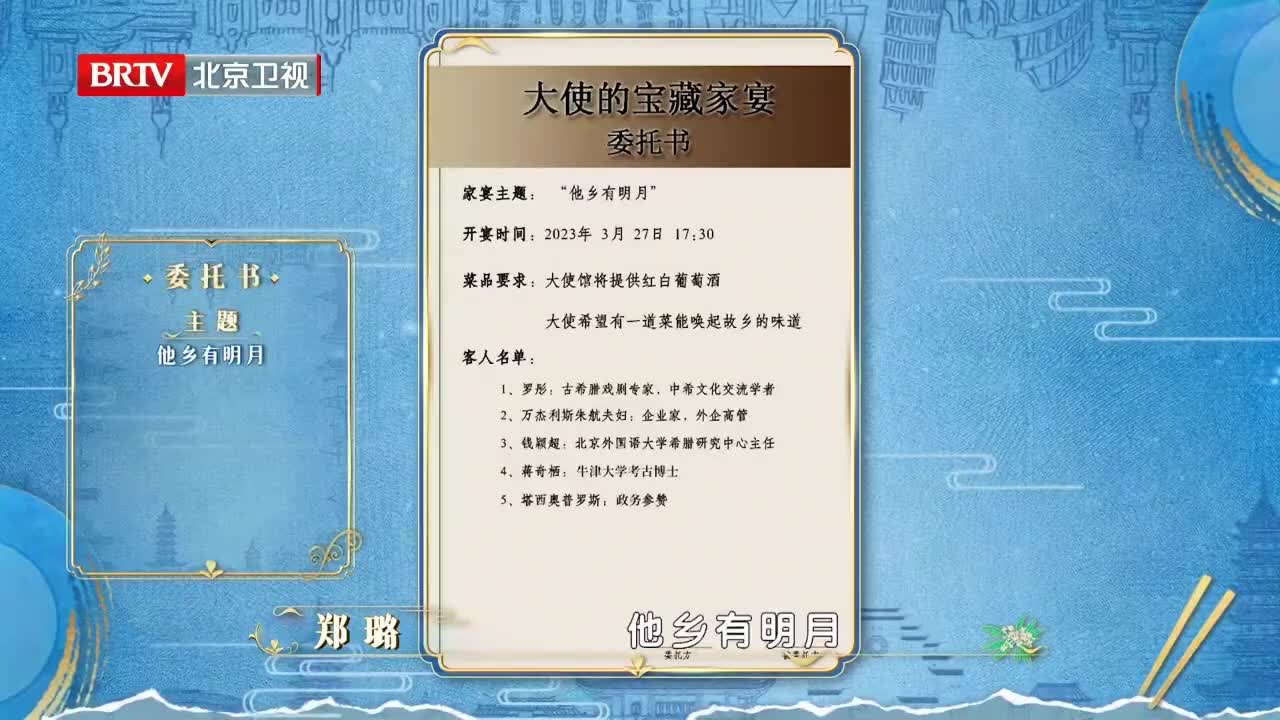 BRTV 北京卫视
大使的宝藏家宴
委托书
家宴主题：“他乡有明月”
开宴时间：2023年 3月 27日 17:30
菜品要求：大使馆将提供红白葡萄酒
大使希望有一道菜能唤起故乡的味道
客人名单：
1、罗彤：古希腊戏剧专家，中希文化交流学者
2、万杰利斯朱航夫妇：企业家，外企高管
3、钱颖超：北京外国语大学希腊研究中心主任
4、蒋奇栖：牛津大学考古博士
5、塔西奥普罗斯：政务参赞
委托书
主题
他乡有明月
郑璐
他乡有明月
委托方